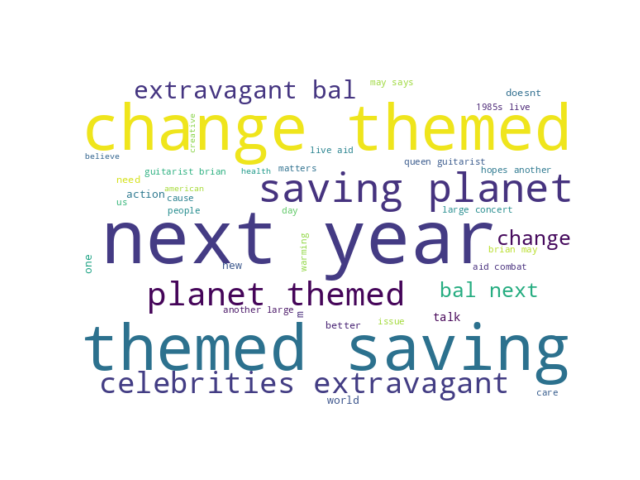 may says
extravagant bal
doesnt
1985s live
change themed
creative
live aid
believe
queen guitarist
guitarist brian
health
matters
hopes another
need
saving planet
american
action
cause
us
people
day
large concert
next year
change
brian may
warming
one
new
aid combat
planet themed
bal next
another large
m
talk
issue
better
themed saving
celebrities extravagant
care
world